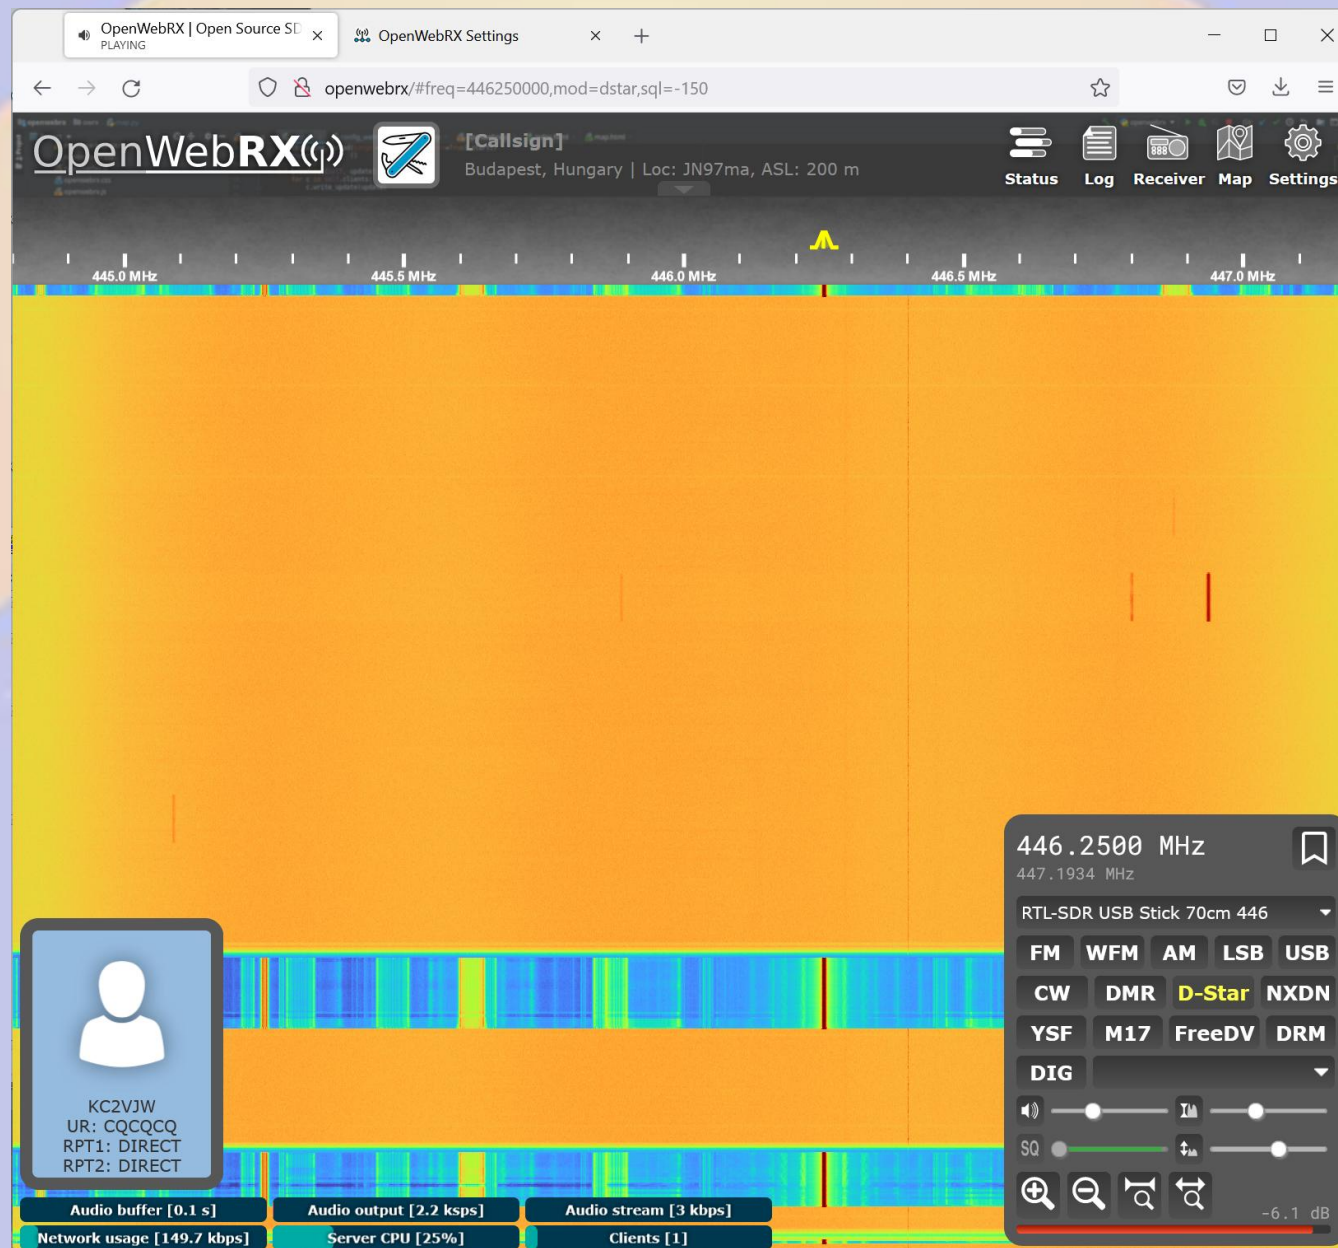 OpenWebRX | Open Source SD
PLAYING
OpenWebRX Settings
openwebrx/#freq=446250000,mod=dstar,sql=-150
OpenWebRX
[Callsign]
Budapest, Hungary | Loc: JN97ma, ASL: 200 m
Status Log Receiver Map Settings
445.0 MHz 445.5 MHz 446.0 MHz 446.5 MHz 447.0 MHz
446.2500 MHz
447.1934 MHz
RTL-SDR USB Stick 70cm 446
FM WFM AM LSB USB
CW DMR D-Star NXDN
YSF M17 FreeDV DRM
DIG
SQ
-6.1 dB
KC2VJW
UR: CQCQCQ
RPT1: DIRECT
RPT2: DIRECT
Audio buffer [0.1 s] Audio output [2.2 ksps] Audio stream [3 kbps]
Network usage [149.7 kbps] Server CPU [25%] Clients [1]